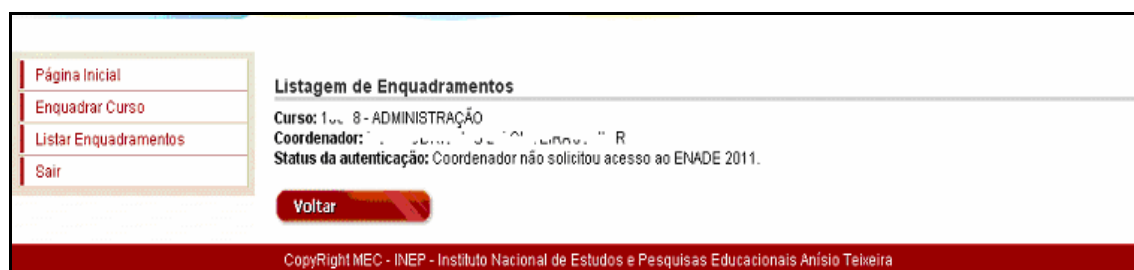 Página Inicial
Enquadrar Curso
Listar Enquadramentos
Sair
Listagem de Enquadramentos
Curso: 8 - ADMINISTRAÇÃO
Coordenador:
Status da autenticação: Coordenador não solicitou acesso ao ENADE 2011.
Voltar
CopyRight MEC - INEP - Instituto Nacional de Estudos e Pesquisas Educacionais Anísio Teixeira